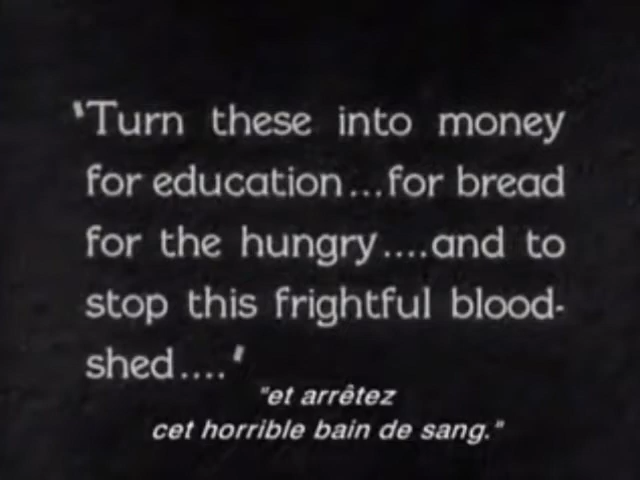 'Turn these into money
for education...for bread
for the hungry....and to
stop this frightful blood-
shed....'
"et arrêtez
cet horrible bain de sang."